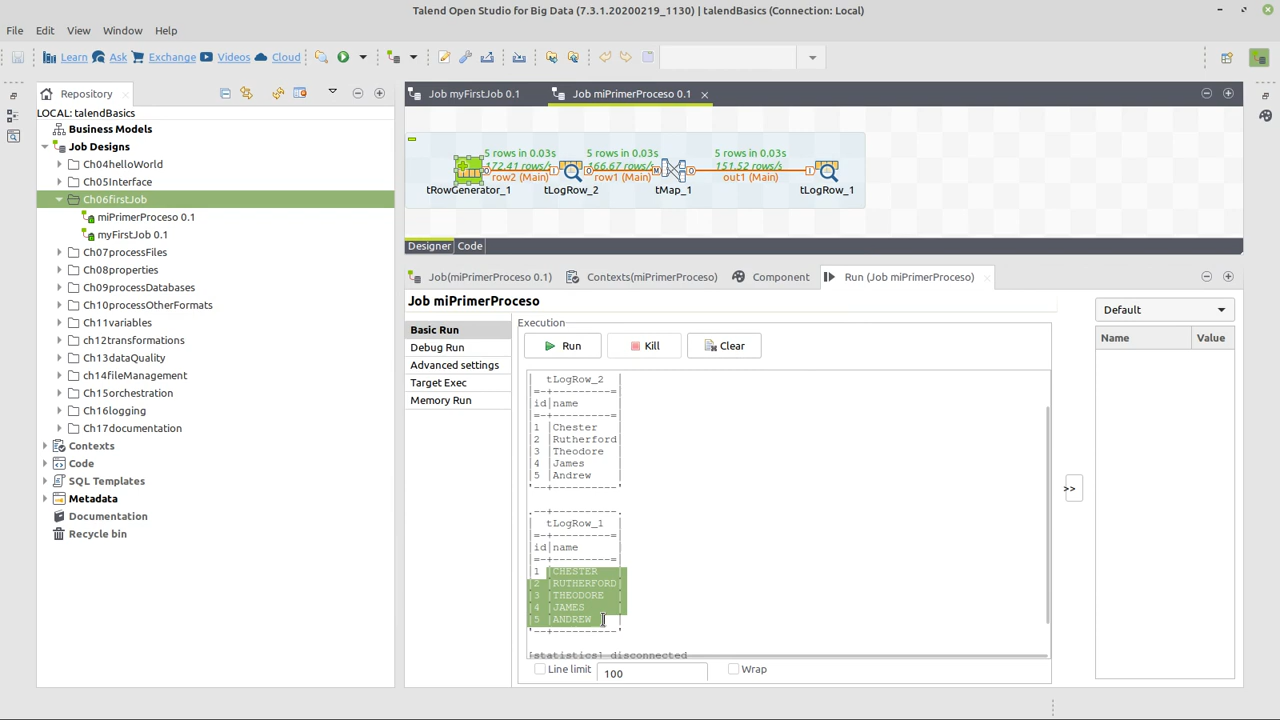 Talend Open Studio for Big Data (7.3.1.20200219_1130) | talendBasics (Connection: Local)
File Edit View Window Help
Learn Ask Exchange Videos Cloud
Repository
LOCAL: talendBasics
Business Models
Job Designs
Ch04helloWorld
Ch05Interface
Ch06firstJob
miPrimerProceso 0.1
myFirstJob 0.1
Ch07processFiles
Ch08properties
Ch09processDatabases
Ch10processOtherFormats
Ch11variables
ch12transformations
Ch13dataQuality
ch14fileManagement
Ch15orchestration
Ch16logging
Ch17documentation
Contexts
Code
SQL Templates
Metadata
Documentation
Recycle bin
Job myFirstJob 0.1 Job miPrimerProceso 0.1
5 rows in 0.03s 5 rows in 0.03s 5 rows in 0.03s
172.41 rows/s 166.67 rows/s 151.52 rows/s
row2 (Main) row1 (Main) out1 (Main)
tRowGenerator_1 tLogRow_2 tMap_1 tLogRow_1
Designer Code
Job(miPrimerProceso 0.1) Contexts(miPrimerProceso) Component Run (Job miPrimerProceso)
Job miPrimerProceso
Basic Run
Debug Run
Advanced settings
Target Exec
Memory Run
Execution
Run Kill Clear
| tLogRow_2 |
|=-+---------=|
|id|name |
|=-+---------=|
|1 |Chester |
|2 |Rutherford|
|3 |Theodore |
|4 |James |
|5 |Andrew |
'--+----------'
.--+----------.
| tLogRow_1 |
|=-+---------=|
|id|name |
|=-+---------=|
|1 |CHESTER |
|2 |RUTHERFORD|
|3 |THEODORE |
|4 |JAMES |
|5 |ANDREW |
'--+----------'
[statistics] disconnected
Line limit 100 Wrap
>>
Default
Name Value